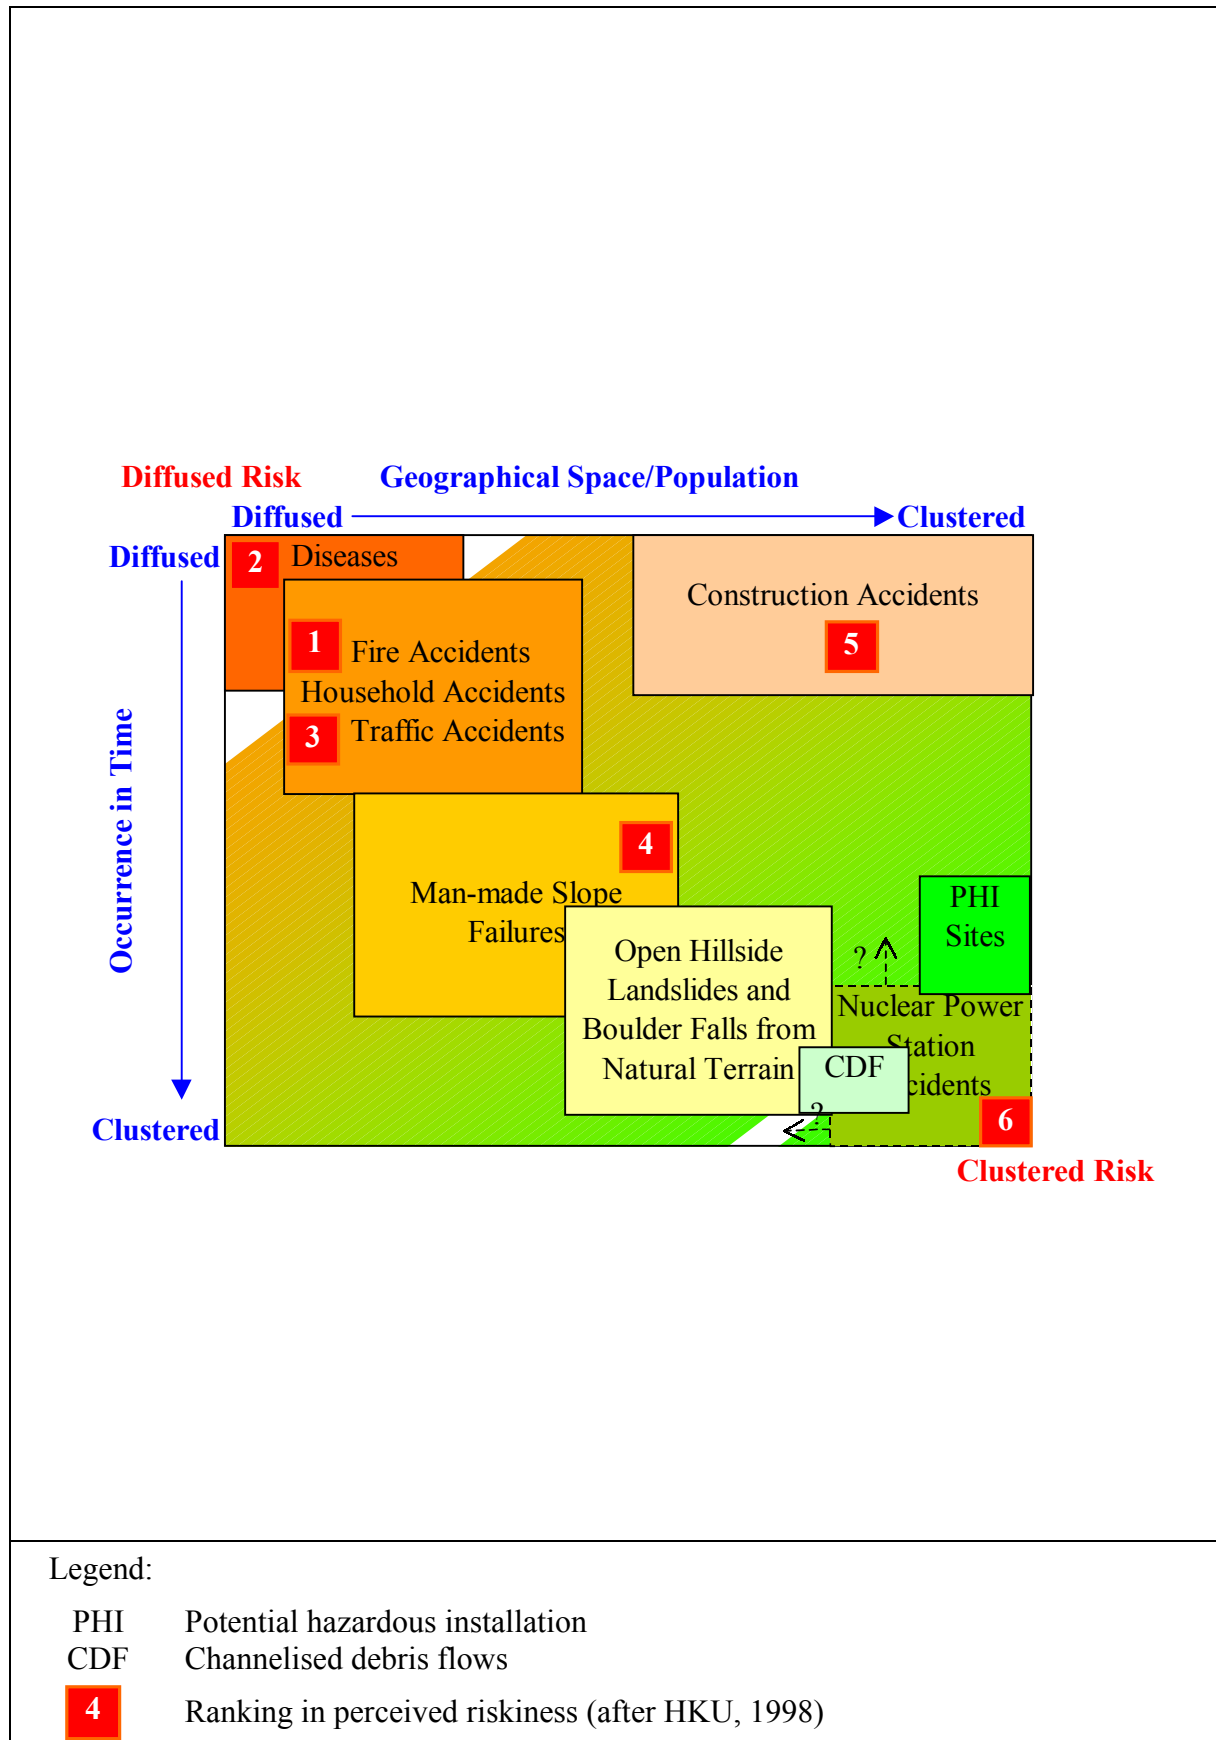 Diffused Risk
Geographical Space/Population
Diffused
Clustered
Diffused
Occurrence in Time
Clustered
2
Diseases
1
Fire Accidents
Household Accidents
3
Traffic Accidents
Construction Accidents
5
4
Man-made Slope
Failures
Open Hillside
Landslides and
Boulder Falls from
Natural Terrain
PHI
Sites
?
Nuclear Power
Station
cidents
CDF
?
6
Clustered Risk
Legend:
PHI Potential hazardous installation
CDF Channelised debris flows
4 Ranking in perceived riskiness (after HKU, 1998)